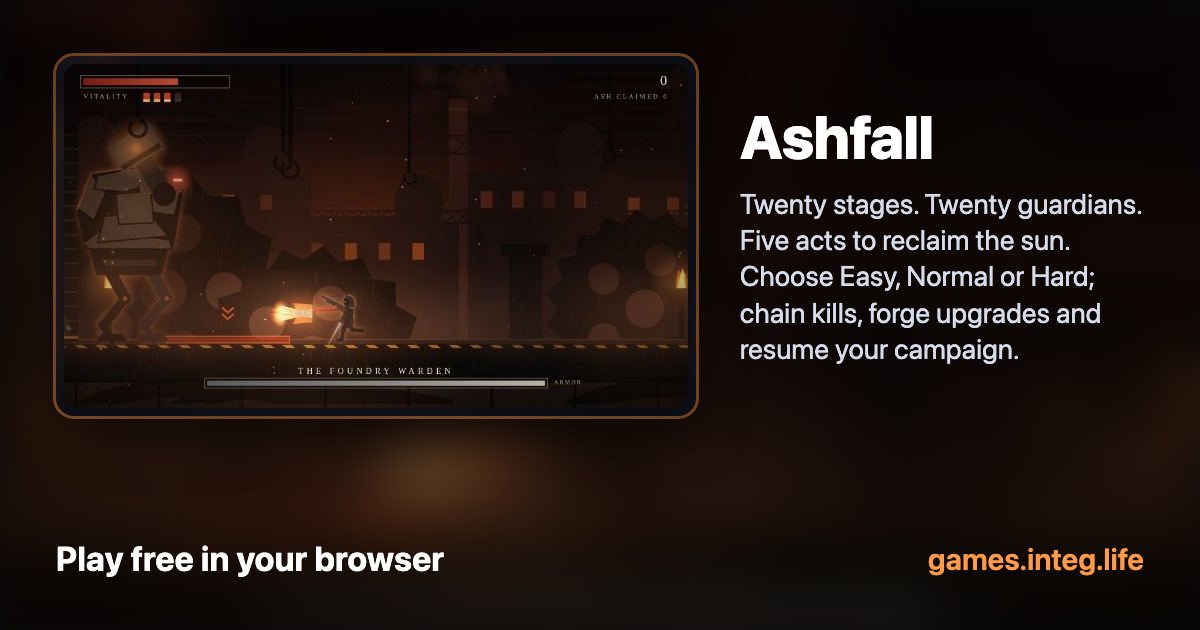 0
VITALITY
ASH CLAIMED 0
THE FOUNDRY WARDEN
ARMOR
Ashfall
Twenty stages. Twenty guardians.
Five acts to reclaim the sun.
Choose Easy, Normal or Hard;
chain kills, forge upgrades and
resume your campaign.
Play free in your browser
games.integ.life